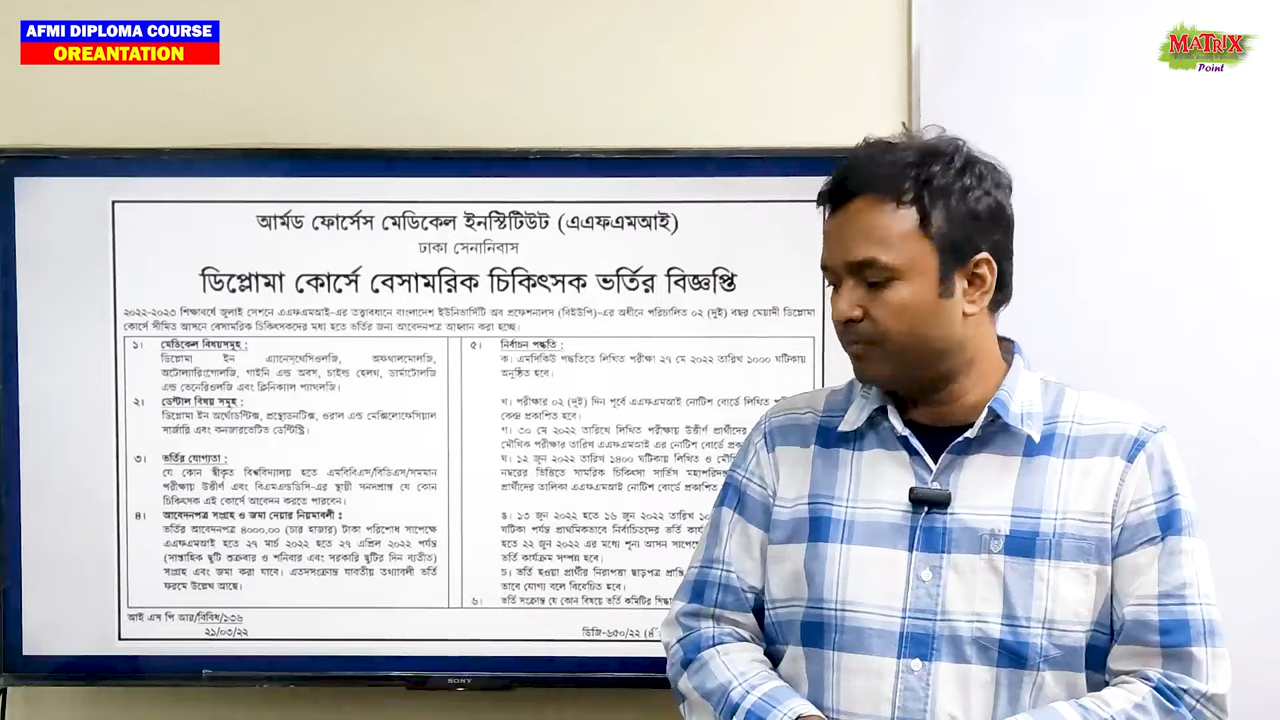 AFMI DIPLOMA COURSE
OREANTATION
MATRIX
Point
আর্মড ফোর্সেস মেডিকেল ইনস্টিটিউট (এএফএমআই)
ঢাকা সেনানিবাস
ডিপ্লোমা কোর্সে বেসামরিক চিকিৎসক ভর্তির বিজ্ঞপ্তি
২০২২-২০২৩ শিক্ষাবর্ষে জুলাই সেশনে এএফএমআই-এর তত্ত্বাবধানে বাংলাদেশ ইউনিভার্সিটি অব প্রফেশনালস (বিইউপি)-এর অধীনে পরিচালিত ০২ (দুই) বছর মেয়াদী ডিপ্লোমা
কোর্সে সীমিত আসনে বেসামরিক চিকিৎসকদের মধ্য হতে ভর্তির জন্য আবেদনপত্র আহ্বান করা হচ্ছে।
১। মেডিকেল বিষয়সমূহ :
ডিপ্লোমা ইন এ্যানেস্থেসিওলজি, অফথালমোলজি,
অটোল্যারিংগোলজি, গাইনি এন্ড অবস, চাইল্ড হেলথ, ডার্মাটোলজি
এন্ড ভেনেরিওলজি এবং ক্লিনিক্যাল প্যাথলজি।
২। ডেন্টাল বিষয় সমূহ :
ডিপ্লোমা ইন অর্থোডন্টিক্স, প্রস্থোডনটিক্স, ওরাল এন্ড মেক্সিলোফেসিয়াল
সার্জারি এবং কনজারভেটিভ ডেন্টিস্ট্রি।
৩। ভর্তির যোগ্যতা :
যে কোন স্বীকৃত বিশ্ববিদ্যালয় হতে এমবিবিএস/বিডিএস/সমমান
পরীক্ষায় উত্তীর্ণ এবং বিএমএন্ডডিসি-এর স্থায়ী সনদপ্রাপ্ত যে কোন
চিকিৎসক এই কোর্সে আবেদন করতে পারবেন।
৪। আবেদনপত্র সংগ্রহ ও জমা দেয়ার নিয়মাবলী :
ভর্তির আবেদনপত্র ৪০০০.০০ (চার হাজার) টাকা পরিশোধ সাপেক্ষে
এএফএমআই হতে ২৭ মার্চ ২০২২ হতে ২৭ এপ্রিল ২০২২ পর্যন্ত
(সাপ্তাহিক ছুটি শুক্রবার ও শনিবার এবং সরকারি ছুটির দিন ব্যতীত)
সংগ্রহ এবং জমা করা যাবে। এতদসংক্রান্ত যাবতীয় তথ্যাবলী ভর্তি
ফরমে উল্লেখ আছে।
৫। নির্বাচন পদ্ধতি :
ক। এমসিকিউ পদ্ধতিতে লিখিত পরীক্ষা ২৭ মে ২০২২ তারিখ ১০০০ ঘটিকায়
অনুষ্ঠিত হবে।
খ। পরীক্ষার ০২ (দুই) দিন পূর্বে এএফএমআই নোটিশ বোর্ডে লিখিত
কেন্দ্র প্রকাশিত হবে।
গ। ৩০ মে ২০২২ তারিখে লিখিত পরীক্ষায় উত্তীর্ণ প্রার্থীদের
মৌখিক পরীক্ষার তারিখ এএফএমআই এর নোটিশ বোর্ডে
ঘ। ১২ জুন ২০২২ তারিখ ১৪০০ ঘটিকায় লিখিত ও
নম্বরের ভিত্তিতে সামরিক চিকিৎসা সার্ভিস
প্রার্থীদের তালিকা এএফএমআই নোটিশ বোর্ডে প্রকাশিত
ঙ। ১৩ জুন ২০২২ হতে ১৬ জুন ২০২২ তারিখ
ঘটিকা পর্যন্ত প্রাথমিকভাবে নির্বাচিতদের ভর্তি
হতে ২২ জুন ২০২২ এর মধ্যে শূন্য আসন
ভর্তি কার্যক্রম সম্পন্ন হবে।
চ। ভর্তি হওয়া প্রার্থীর নিরাপত্তা ছাড়পত্র
ভাবে যোগ্য বলে বিবেচিত হবে।
৬। ভর্তি সংক্রান্ত যে কোন বিষয়ে ভর্তি কমিটির
আই এস পি আর/বিবিধ/১৩৬
২১/০৩/২২
ডিজি-৬৫০/২২
SONY